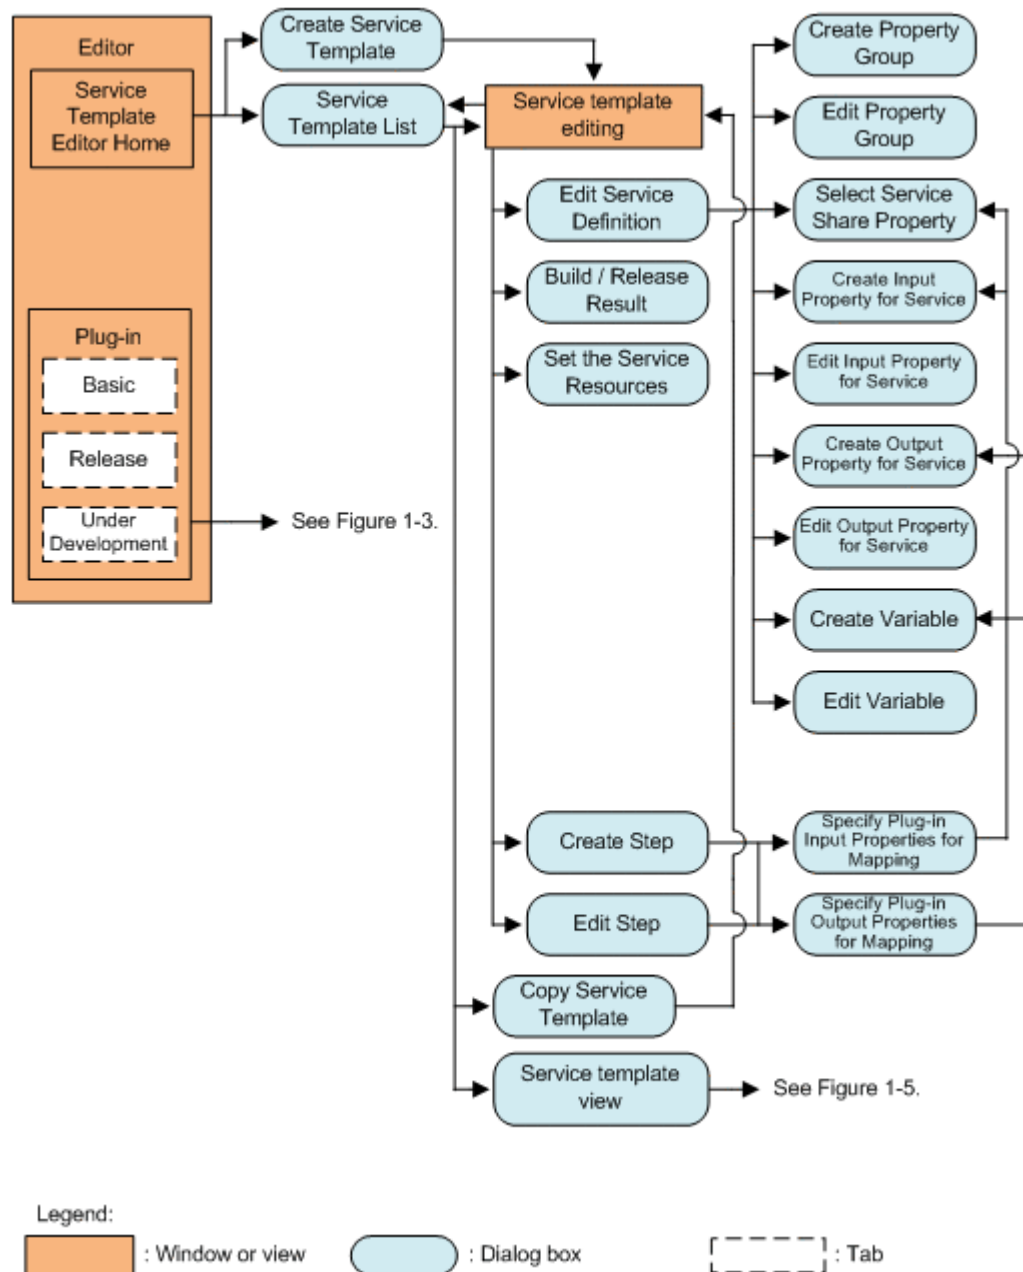 Editor
Service
Template
Editor Home
Plug-in
Basic
Release
Under
Development
See Figure 1-3.
Create Service
Template
Service
Template List
Service template
editing
Edit Service
Definition
Build / Release
Result
Set the Service
Resources
Create Step
Edit Step
Copy Service
Template
Service template
view
See Figure 1-5.
Create Property
Group
Edit Property
Group
Select Service
Share Property
Create Input
Property for Service
Edit Input Property
for Service
Create Output
Property for Service
Edit Output Property
for Service
Create Variable
Edit Variable
Specify Plug-in
Input Properties for
Mapping
Specify Plug-in
Output Properties
for Mapping
Legend:
: Window or view
: Dialog box
: Tab